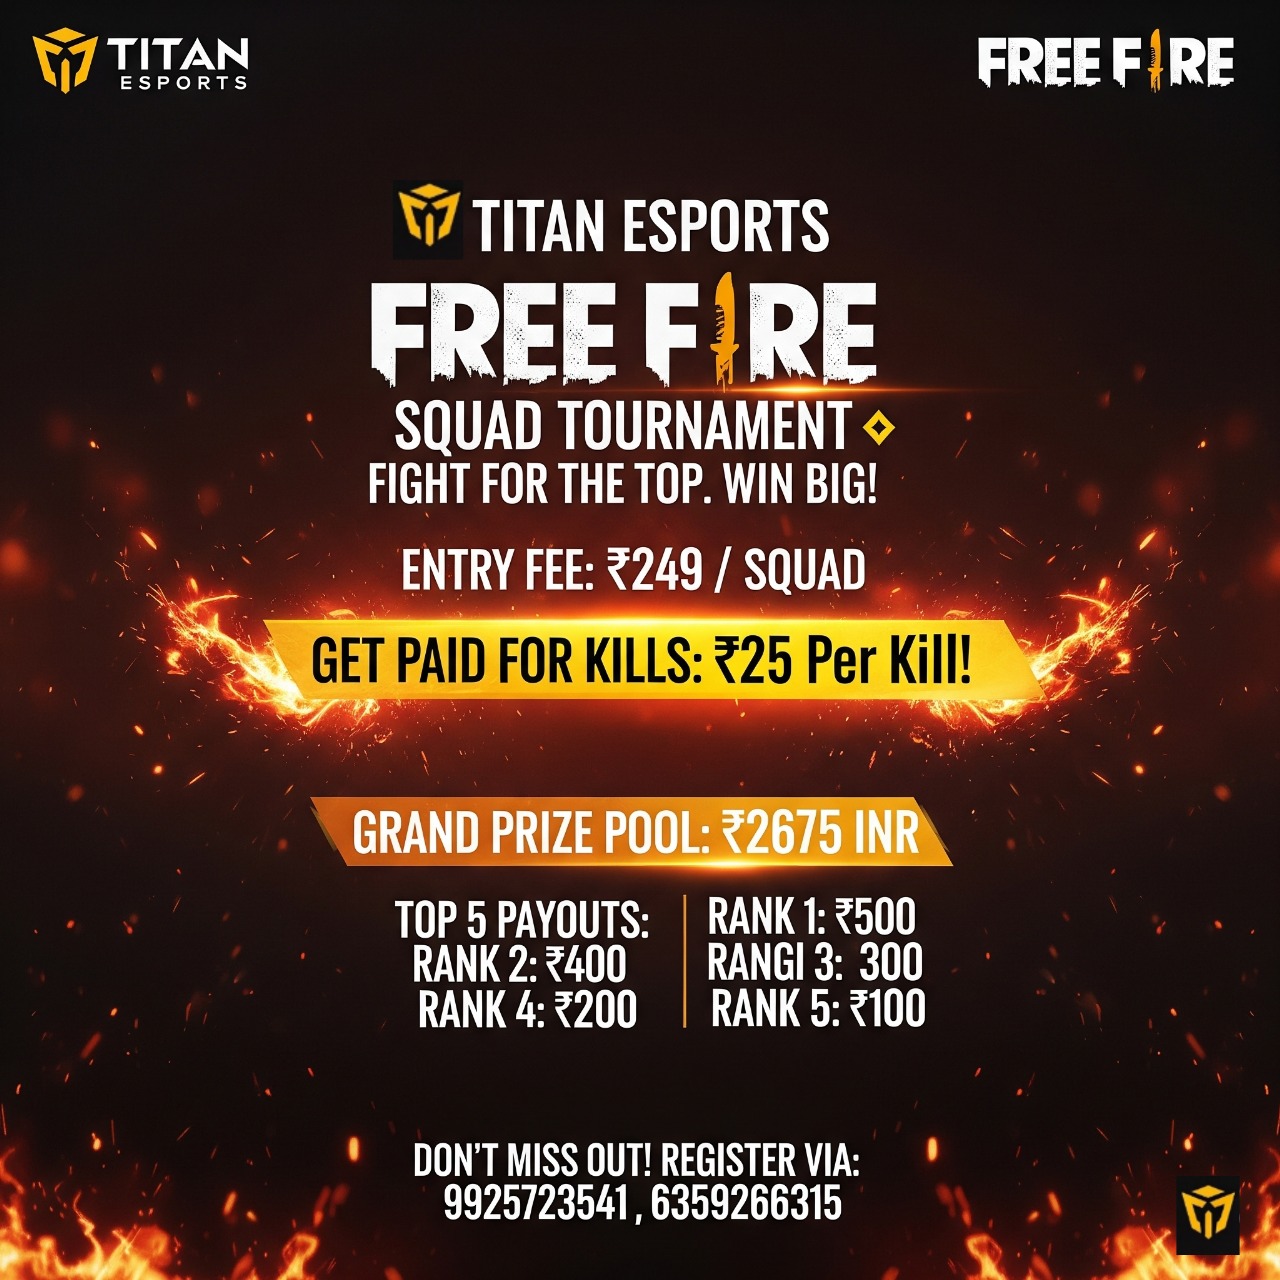 TITAN
ESPORTS
FREE FIRE
TITAN ESPORTS
FREE FIRE
SQUAD TOURNAMENT
FIGHT FOR THE TOP. WIN BIG!
ENTRY FEE: ₹249 / SQUAD
GET PAID FOR KILLS: ₹25 Per Kill!
GRAND PRIZE POOL: ₹2675 INR
TOP 5 PAYOUTS:
RANK 2: ₹400
RANK 4: ₹200
RANK 1: ₹500
RANGI 3: 300
RANK 5: ₹100
DON'T MISS OUT! REGISTER VIA:
9925723541 , 6359266315